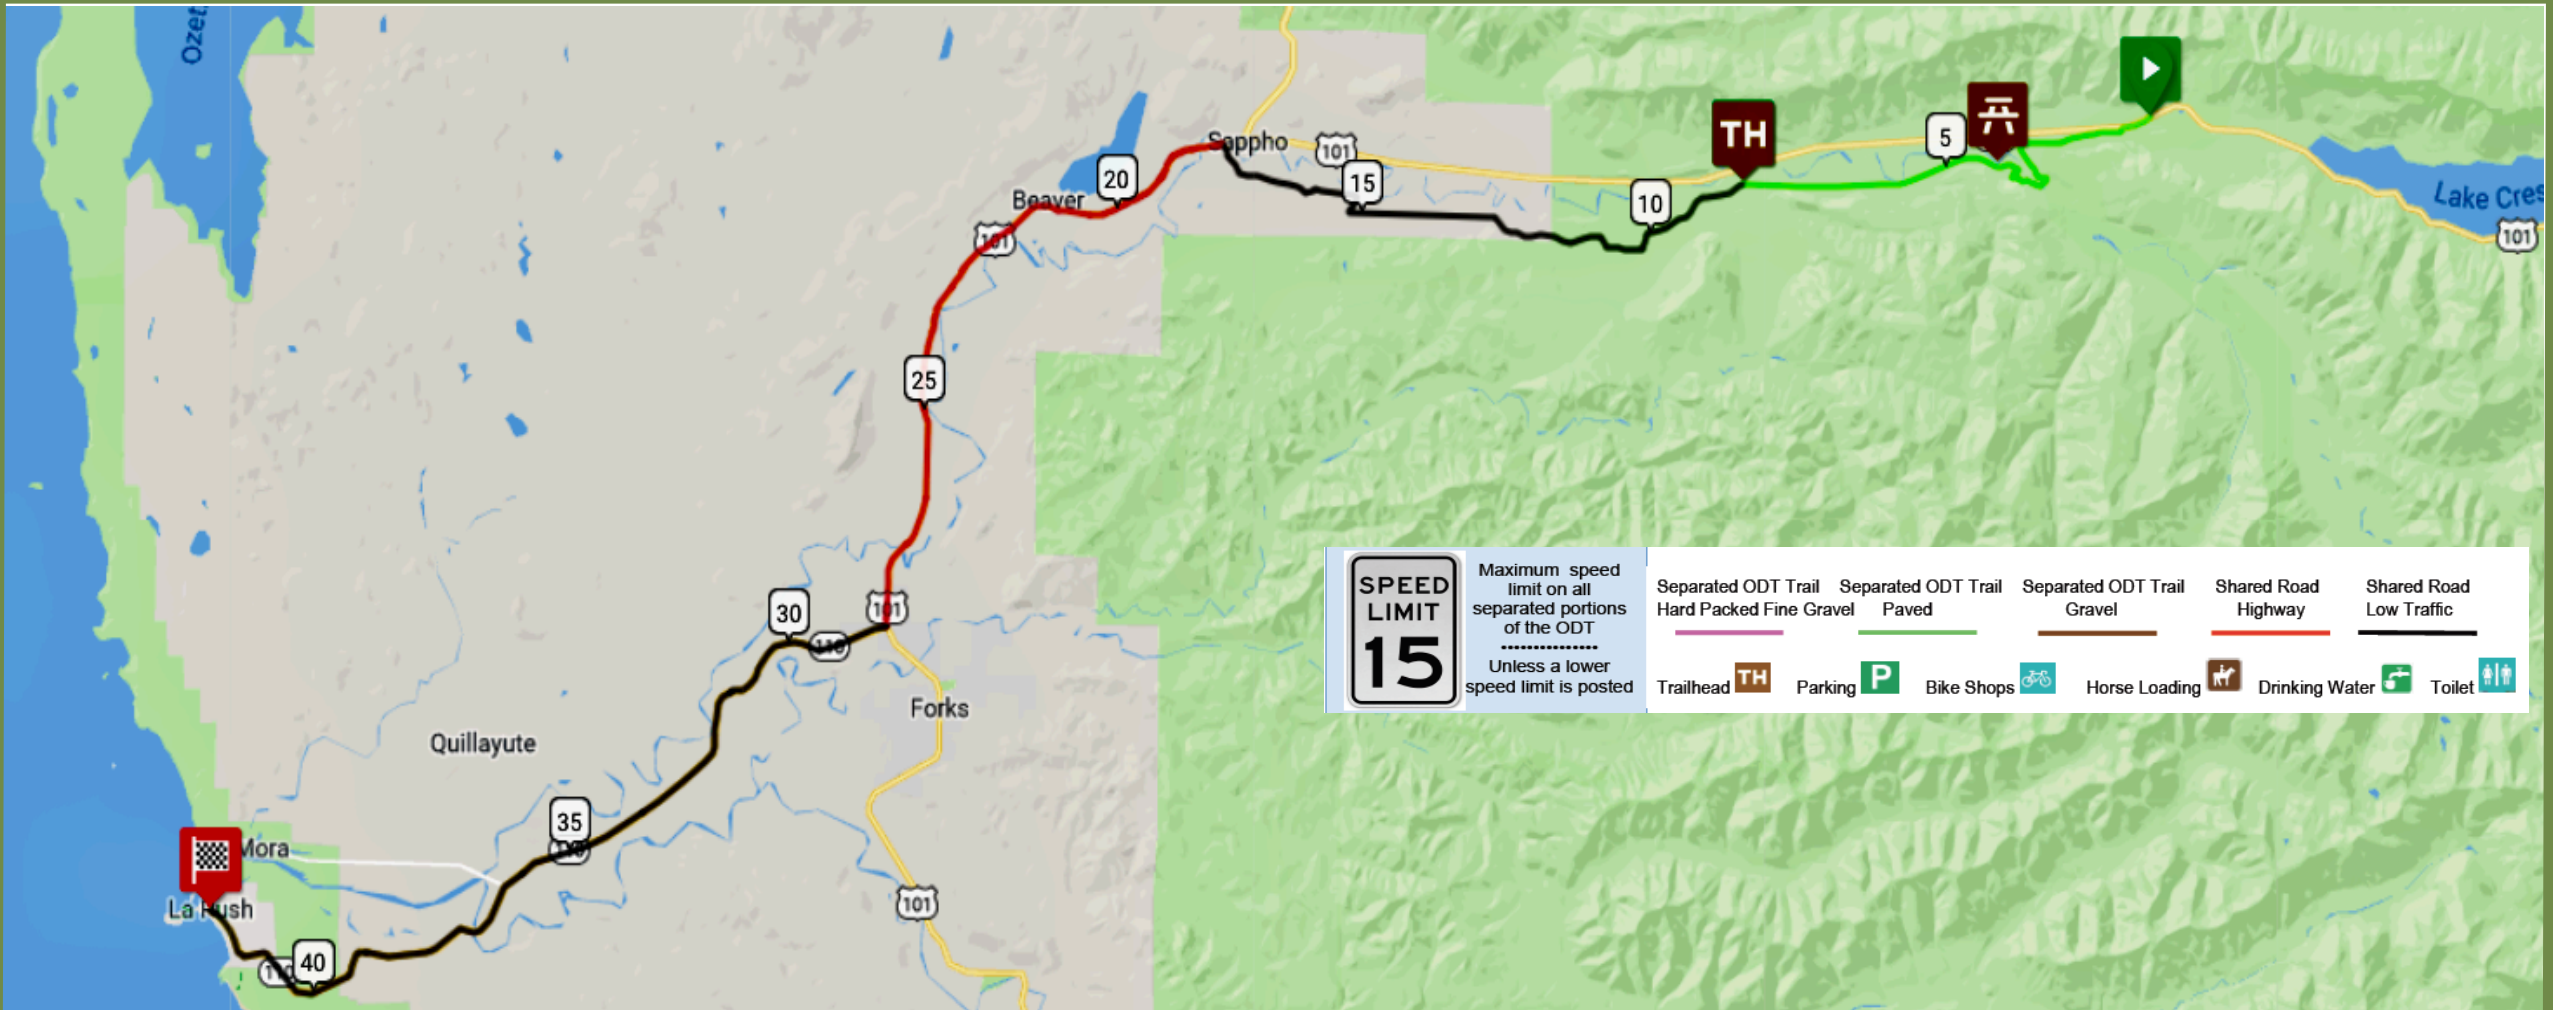 Ozet
Sappho
101
TH
5
20
15
10
Beaver
101
Lake Cres
101
25
30
101
110
Forks
Quillayute
35
110
Mora
La Push
101
110
40
SPEED
LIMIT
15
Maximum speed
limit on all
separated portions
of the ODT
Unless a lower
speed limit is posted
Separated ODT Trail
Hard Packed Fine Gravel
Separated ODT Trail
Paved
Separated ODT Trail
Gravel
Shared Road
Highway
Shared Road
Low Traffic
Trailhead TH
Parking P
Bike Shops
Horse Loading
Drinking Water
Toilet